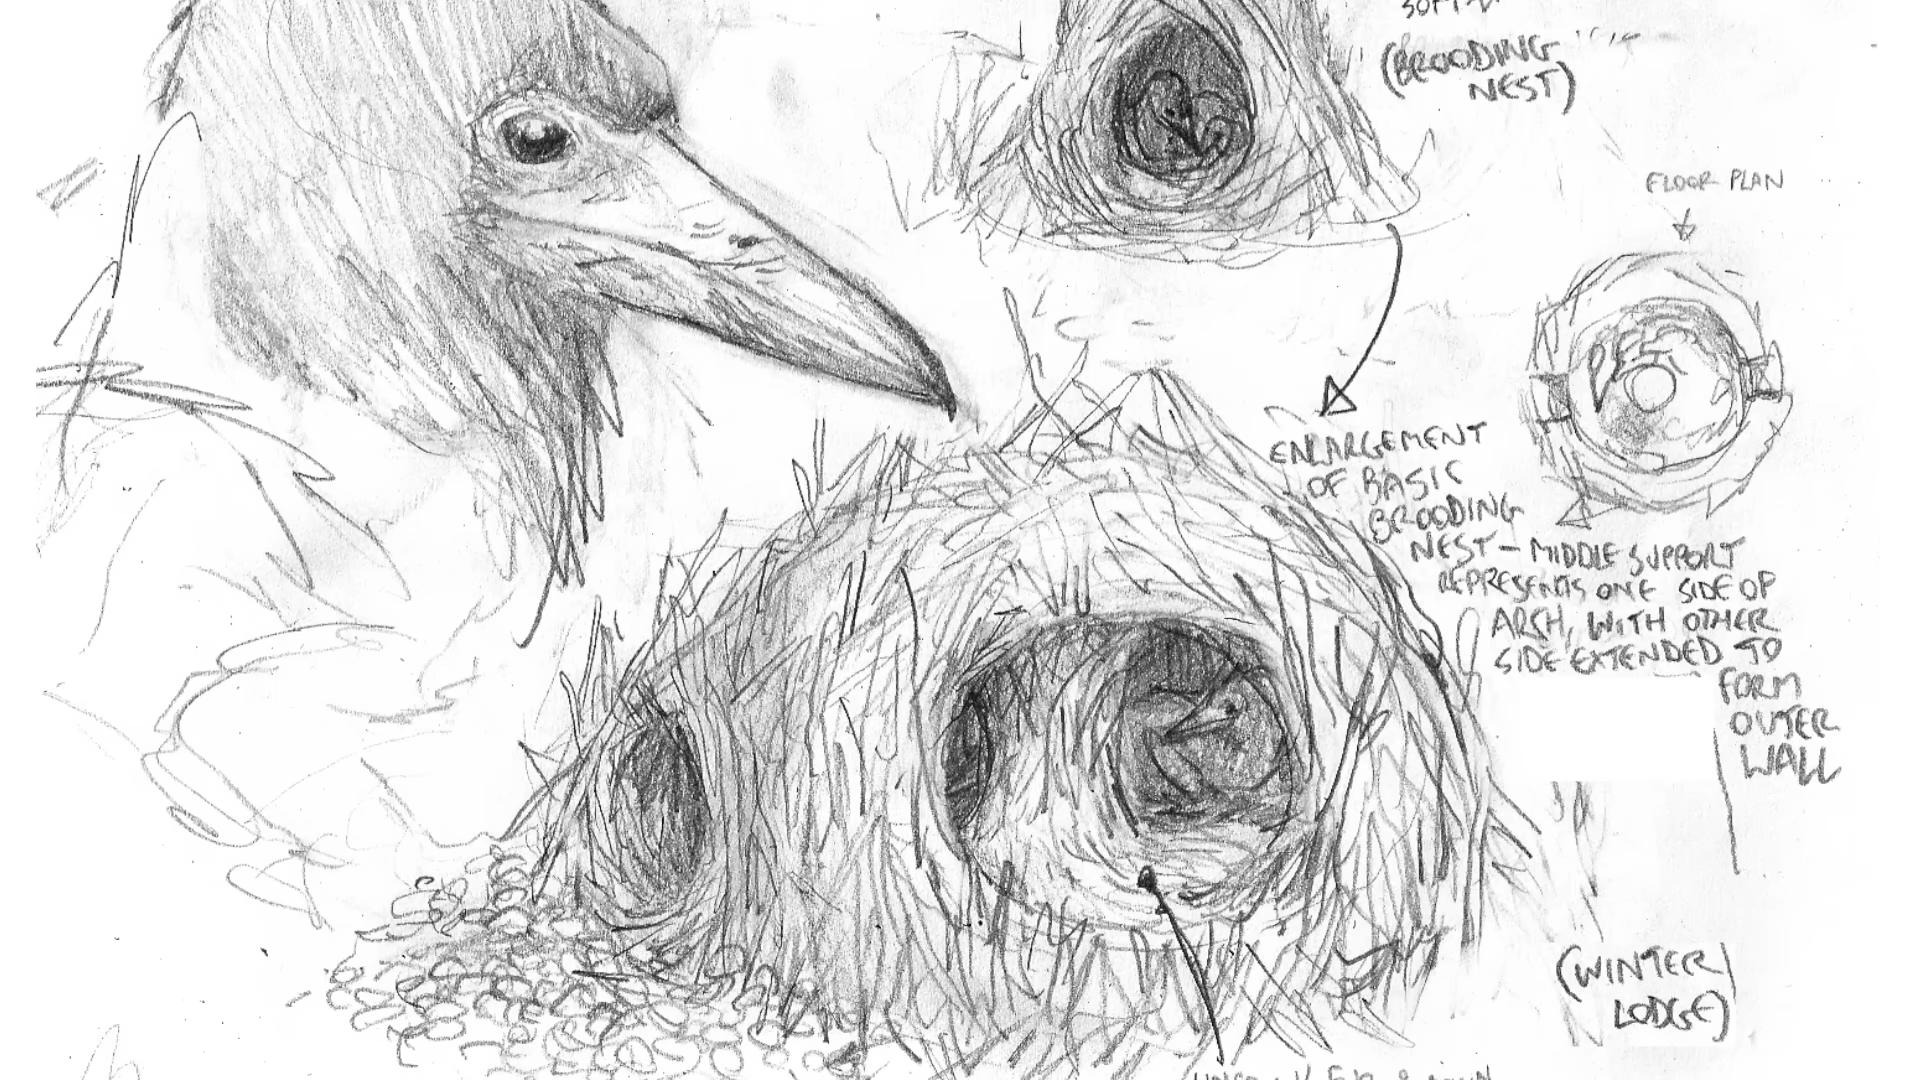 (BROODING
NEST)
FLOOR PLAN
ENLARGEMENT
OF BASIC
BROODING
NEST - MIDDLE SUPPORT
REPRESENTS ONE SIDE OF
ARCH, WITH OTHER
SIDE EXTENDED TO
FORM
OUTER
WALL
(WINTER
LODGE)